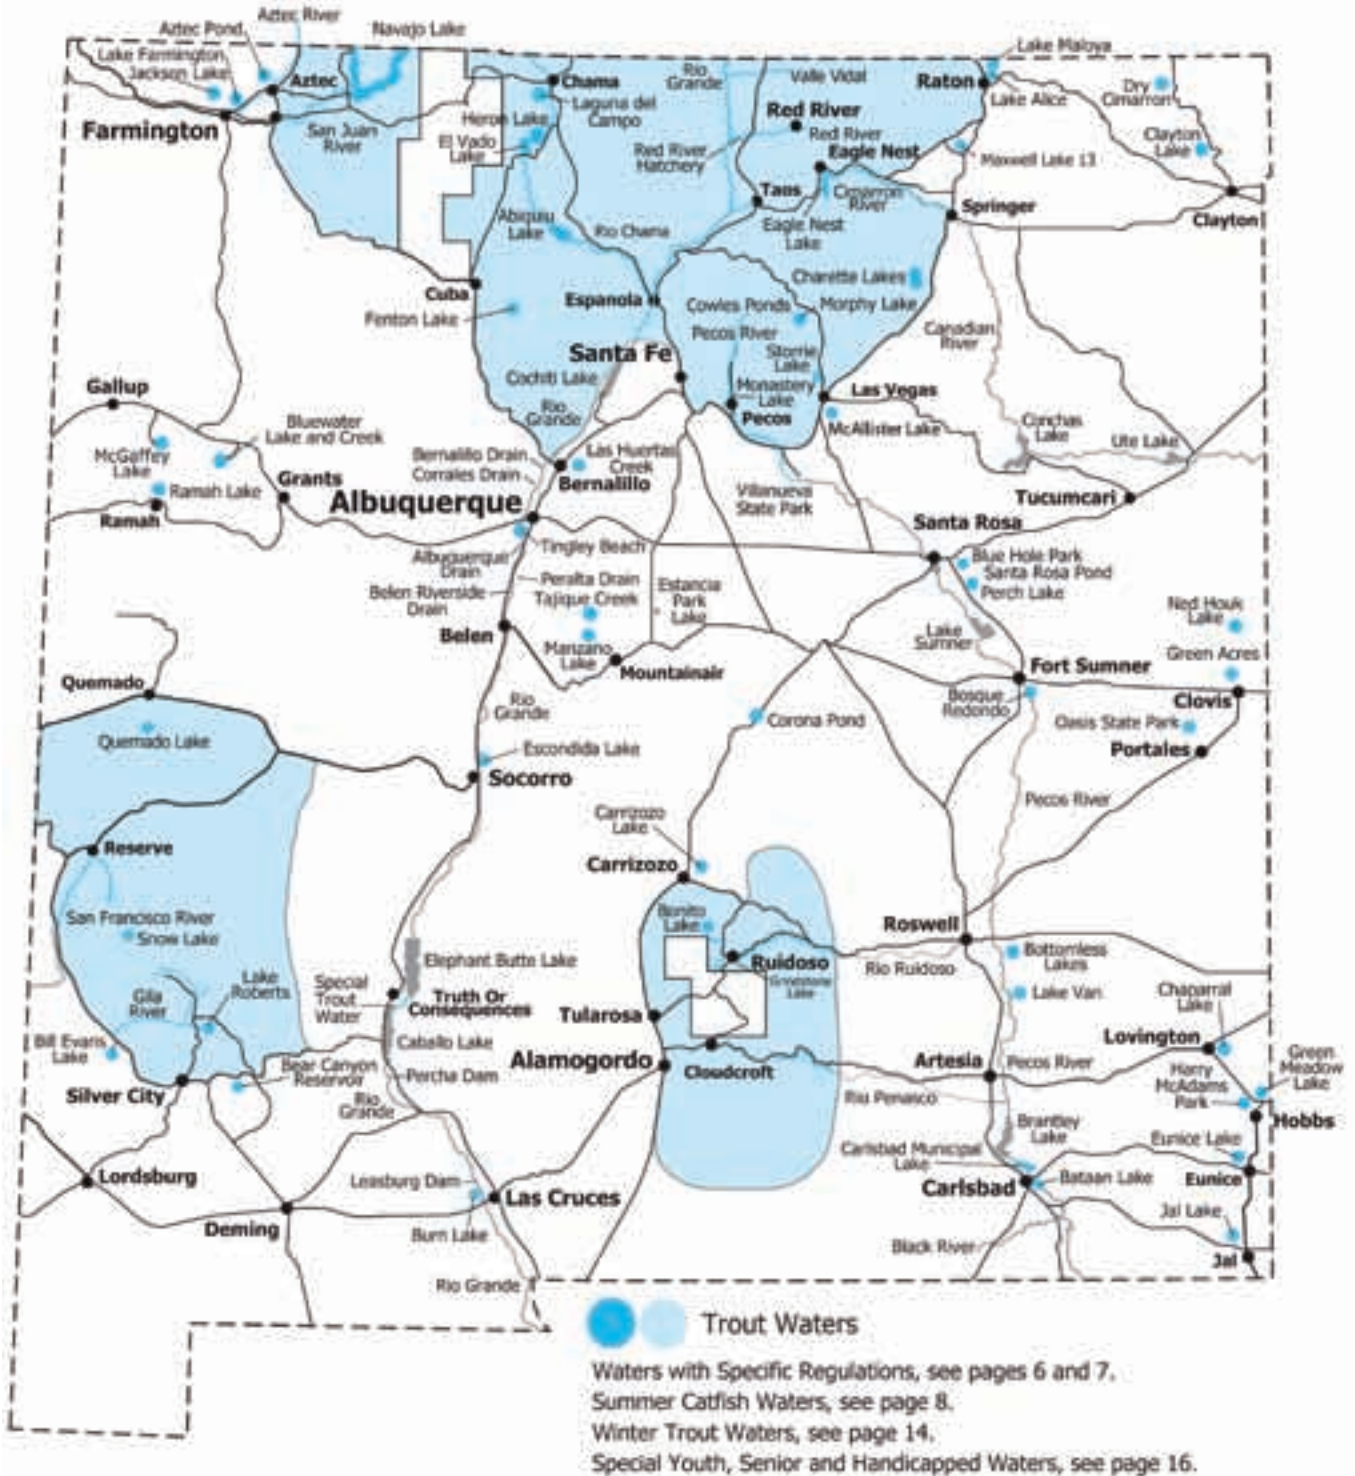 Aztec River
Aztec Pond
Navajo Lake
Lake Farmington
Jackson Lake
Aztec
Farmington
San Juan
River
Chama
Laguna del
Campo
Heron Lake
El Vado
Lake
Rio
Grande
Valle Vidal
Red River
Red River
Red River
Hatchery
Eagle Nest
Taos
Cimarron
River
Eagle Nest
Lake
Lake Maloya
Raton
Lake Alice
Dry
Cimarron
Clayton
Lake
Maxwell Lake 13
Springer
Clayton
Abiquiu
Lake
Rio Chama
Cuba
Fenton Lake
Espanola
Charette Lakes
Cowles Ponds
Morphy Lake
Pecos River
Canadian
River
Santa Fe
Storrie
Lake
Cochiti Lake
Monastery
Lake
Las Vegas
Pecos
McAllister Lake
Gallup
Bluewater
Lake and Creek
McGaffey
Lake
Ramah Lake
Ramah
Grants
Rio
Grande
Bernalillo Drain
Corrales Drain
Las Huertas
Creek
Bernalillo
Albuquerque
Villanueva
State Park
Conchas
Lake
Ute Lake
Tucumcari
Santa Rosa
Albuquerque
Drain
Tingley Beach
Peralta Drain
Belen Riverside
Drain
Tajique Creek
Estancia
Park
Lake
Blue Hole Park
Santa Rosa Pond
Perch Lake
Ned Houk
Lake
Belen
Manzano
Lake
Mountainair
Lake
Sumner
Green Acres
Fort Sumner
Bosque
Redondo
Clovis
Oasis State Park
Portales
Quemado
Quemado Lake
Rio
Grande
Escondida Lake
Socorro
Corona Pond
Pecos River
Carrizozo
Lake
Carrizozo
Reserve
San Francisco River
Snow Lake
Bonito
Lake
Roswell
Ruidoso
Grindstone
Lake
Rio Ruidoso
Bottomless
Lakes
Lake Van
Elephant Butte Lake
Special
Trout
Water
Truth Or
Consequences
Gila
River
Lake
Roberts
Tularosa
Caballo Lake
Bill Evans
Lake
Bear Canyon
Reservoir
Percha Dam
Alamogordo
Cloudcroft
Artesia
Pecos River
Chaparral
Lake
Lovington
Green
Meadow
Lake
Harry
McAdams
Park
Silver City
Rio
Grande
Rio Penasco
Brantley
Lake
Hobbs
Carlsbad Municipal
Lake
Eunice Lake
Lordsburg
Leasburg Dam
Las Cruces
Carlsbad
Bataan Lake
Eunice
Deming
Burn Lake
Jal Lake
Black River
Jal
Rio Grande
Trout Waters
Waters with Specific Regulations, see pages 6 and 7.
Summer Catfish Waters, see page 8.
Winter Trout Waters, see page 14.
Special Youth, Senior and Handicapped Waters, see page 16.